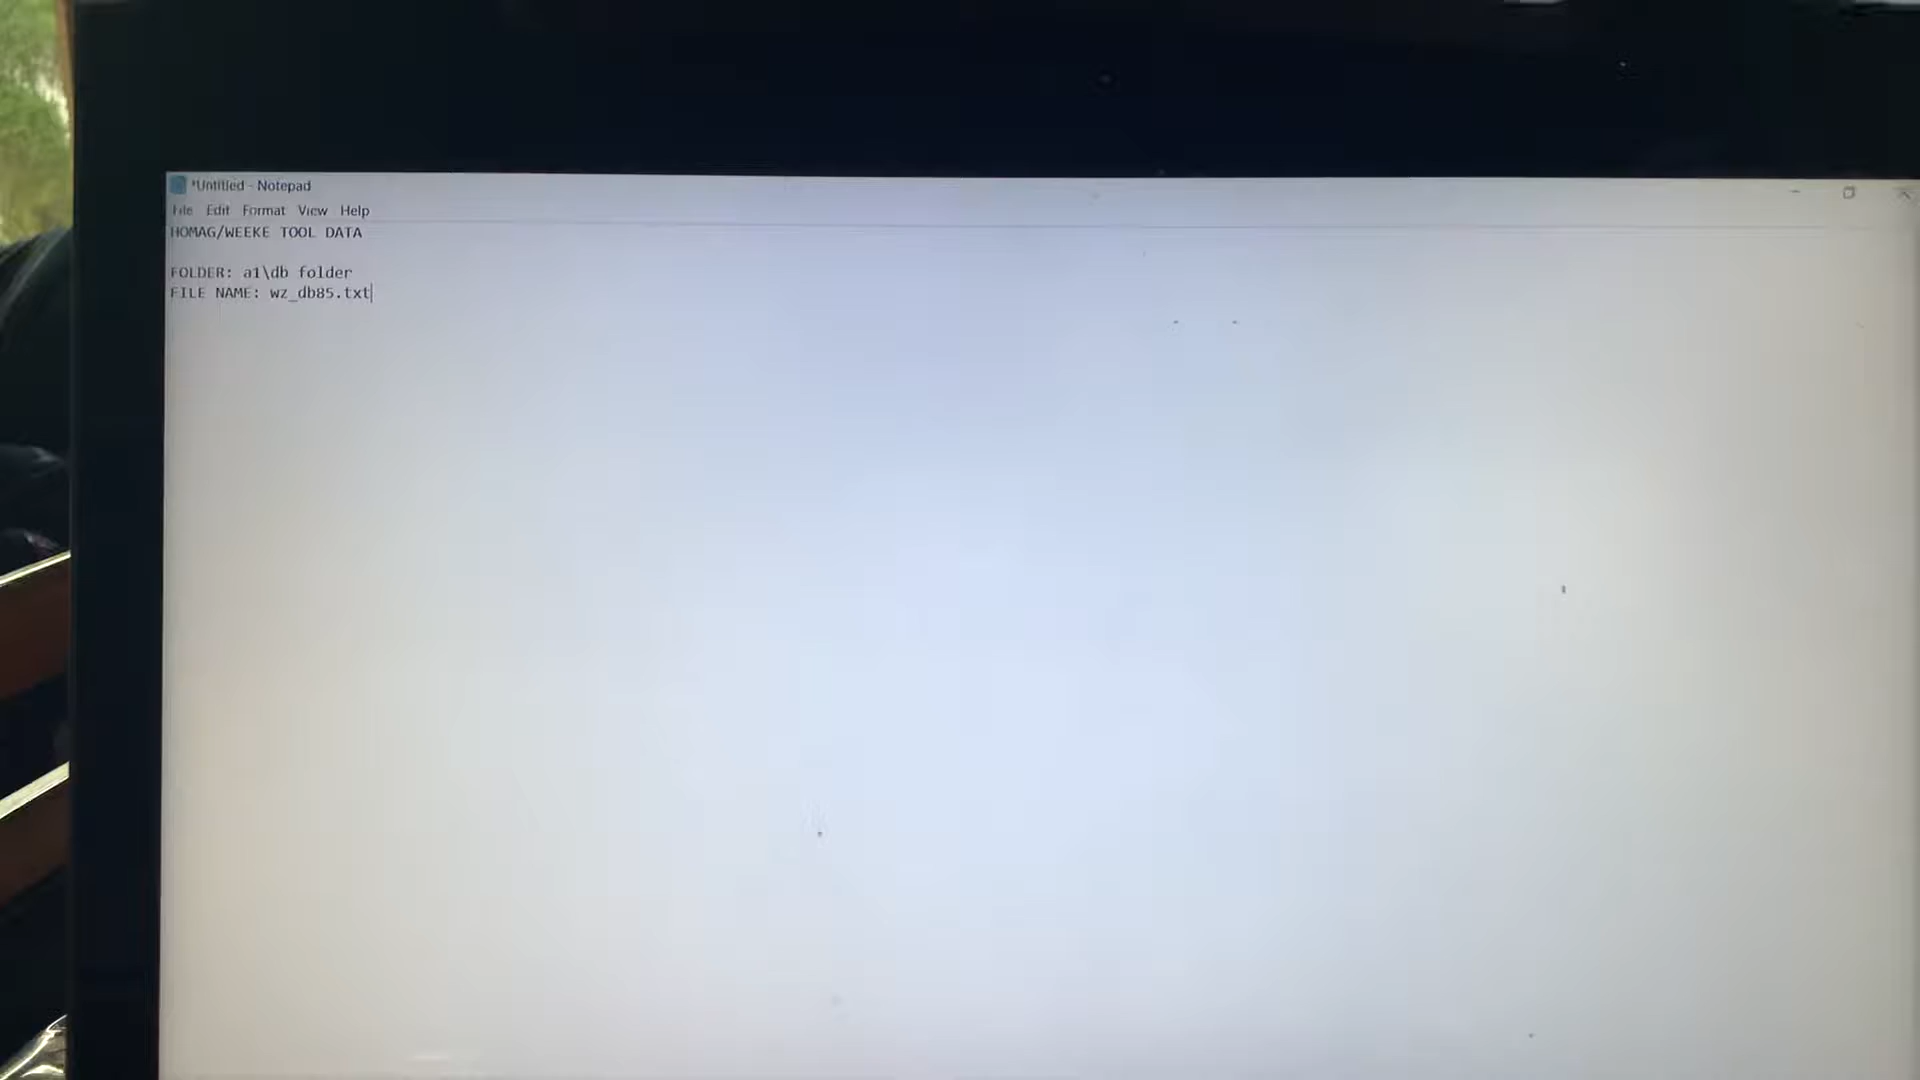 *Untitled - Notepad
File Edit Format View Help
HOMAG/WEEKE TOOL DATA
FOLDER: a1\db folder
FILE NAME: wz_db85.txt